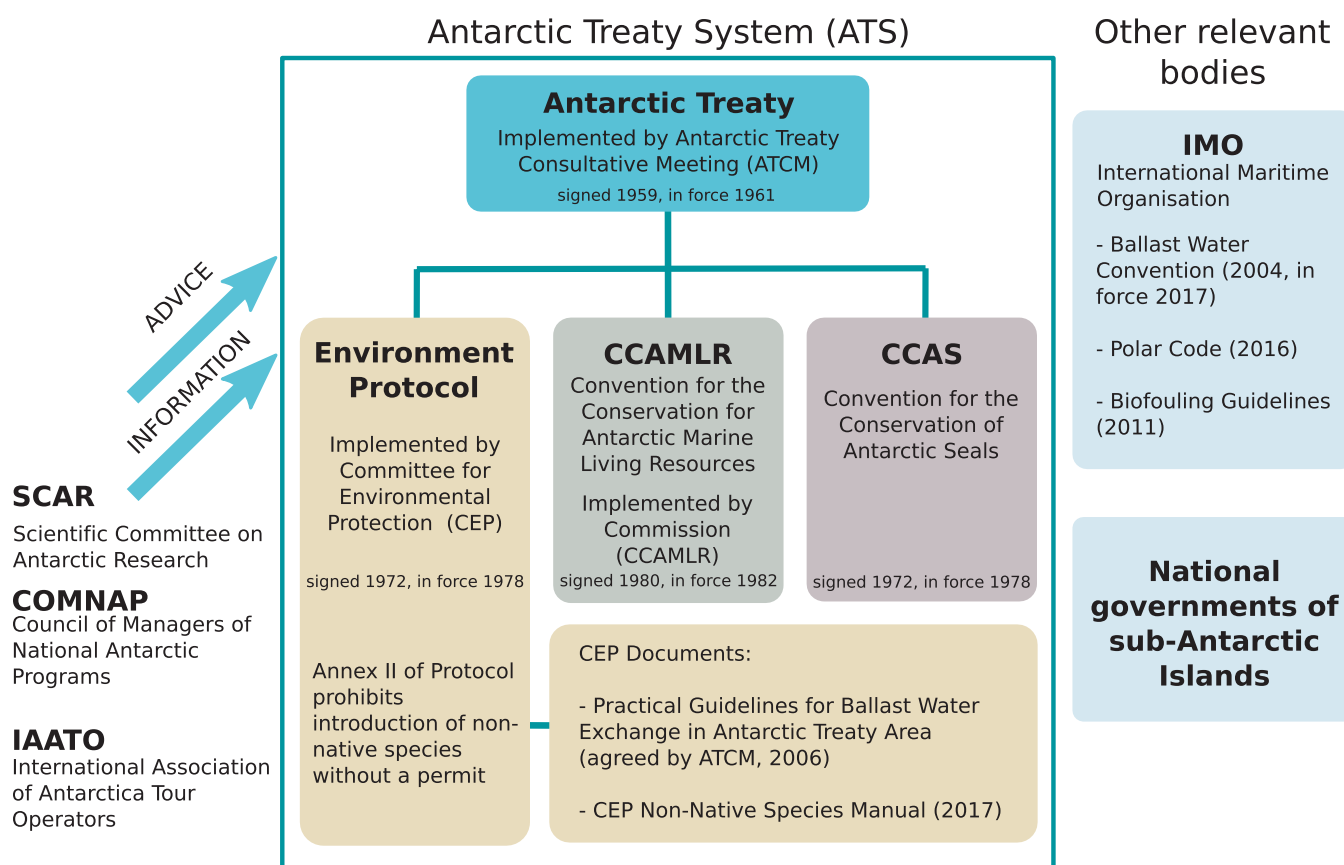 Antarctic Treaty System (ATS)
Other relevant
bodies
Antarctic Treaty
Implemented by Antarctic Treaty
Consultative Meeting (ATCM)
signed 1959, in force 1961
ADVICE
INFORMATION
SCAR
Scientific Committee on
Antarctic Research
COMNAP
Council of Managers of
National Antarctic
Programs
IAATO
International Association
of Antarctica Tour
Operators
Environment
Protocol
Implemented by
Committee for
Environmental
Protection (CEP)
signed 1972, in force 1978
Annex II of Protocol
prohibits
introduction of non-
native species
without a permit
CCAMLR
Convention for the
Conservation for
Antarctic Marine
Living Resources
Implemented by
Commission
(CCAMLR)
signed 1980, in force 1982
CCAS
Convention for the
Conservation of
Antarctic Seals
signed 1972, in force 1978
CEP Documents:
- Practical Guidelines for Ballast Water
Exchange in Antarctic Treaty Area
(agreed by ATCM, 2006)
- CEP Non-Native Species Manual (2017)
IMO
International Maritime
Organisation
- Ballast Water
Convention (2004, in
force 2017)
- Polar Code (2016)
- Biofouling Guidelines
(2011)
National
governments of
sub-Antarctic
Islands